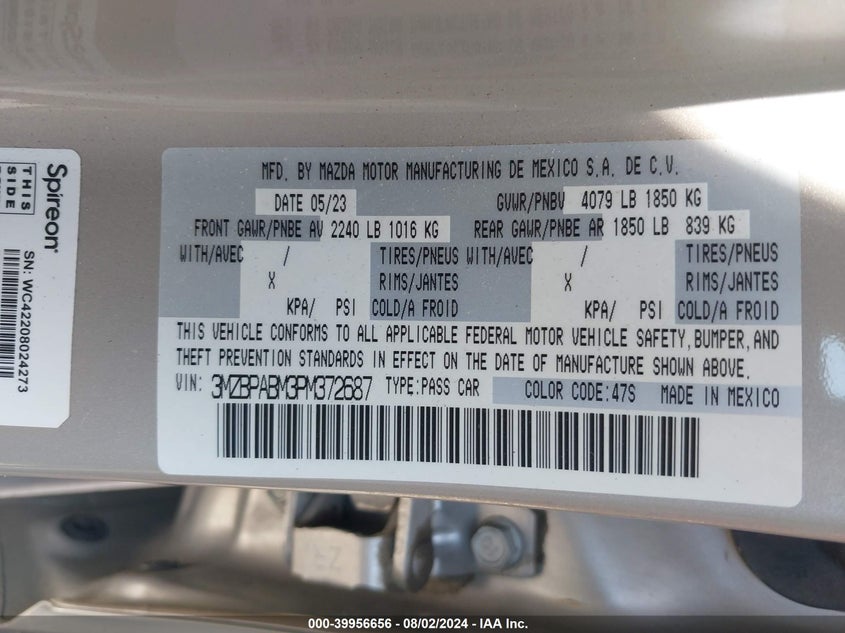 MFD. BY MAZDA MOTOR MANUFACTURING DE MEXICO S.A. DE C.V.
DATE 05/23 GVWR/PNBV 4079 LB 1850 KG
FRONT GAWR/PNBE AV 2240 LB 1016 KG REAR GAWR/PNBE AR 1850 LB 839 KG
WITH/AVEC / TIRES/PNEUS WITH/AVEC / TIRES/PNEUS
X RIMS/JANTES X RIMS/JANTES
KPA/ PSI COLD/A FROID KPA/ PSI COLD/A FROID
THIS VEHICLE CONFORMS TO ALL APPLICABLE FEDERAL MOTOR VEHICLE SAFETY, BUMPER, AND
THEFT PREVENTION STANDARDS IN EFFECT ON THE DATE OF MANUFACTURE SHOWN ABOVE.
VIN: 3MZBPABM3PM372687 TYPE:PASS CAR COLOR CODE:47S MADE IN MEXICO
Spireon®
SN: WC42208024273
THIS
SIDE
000-39956656 - 08/02/2024 - IAA Inc.